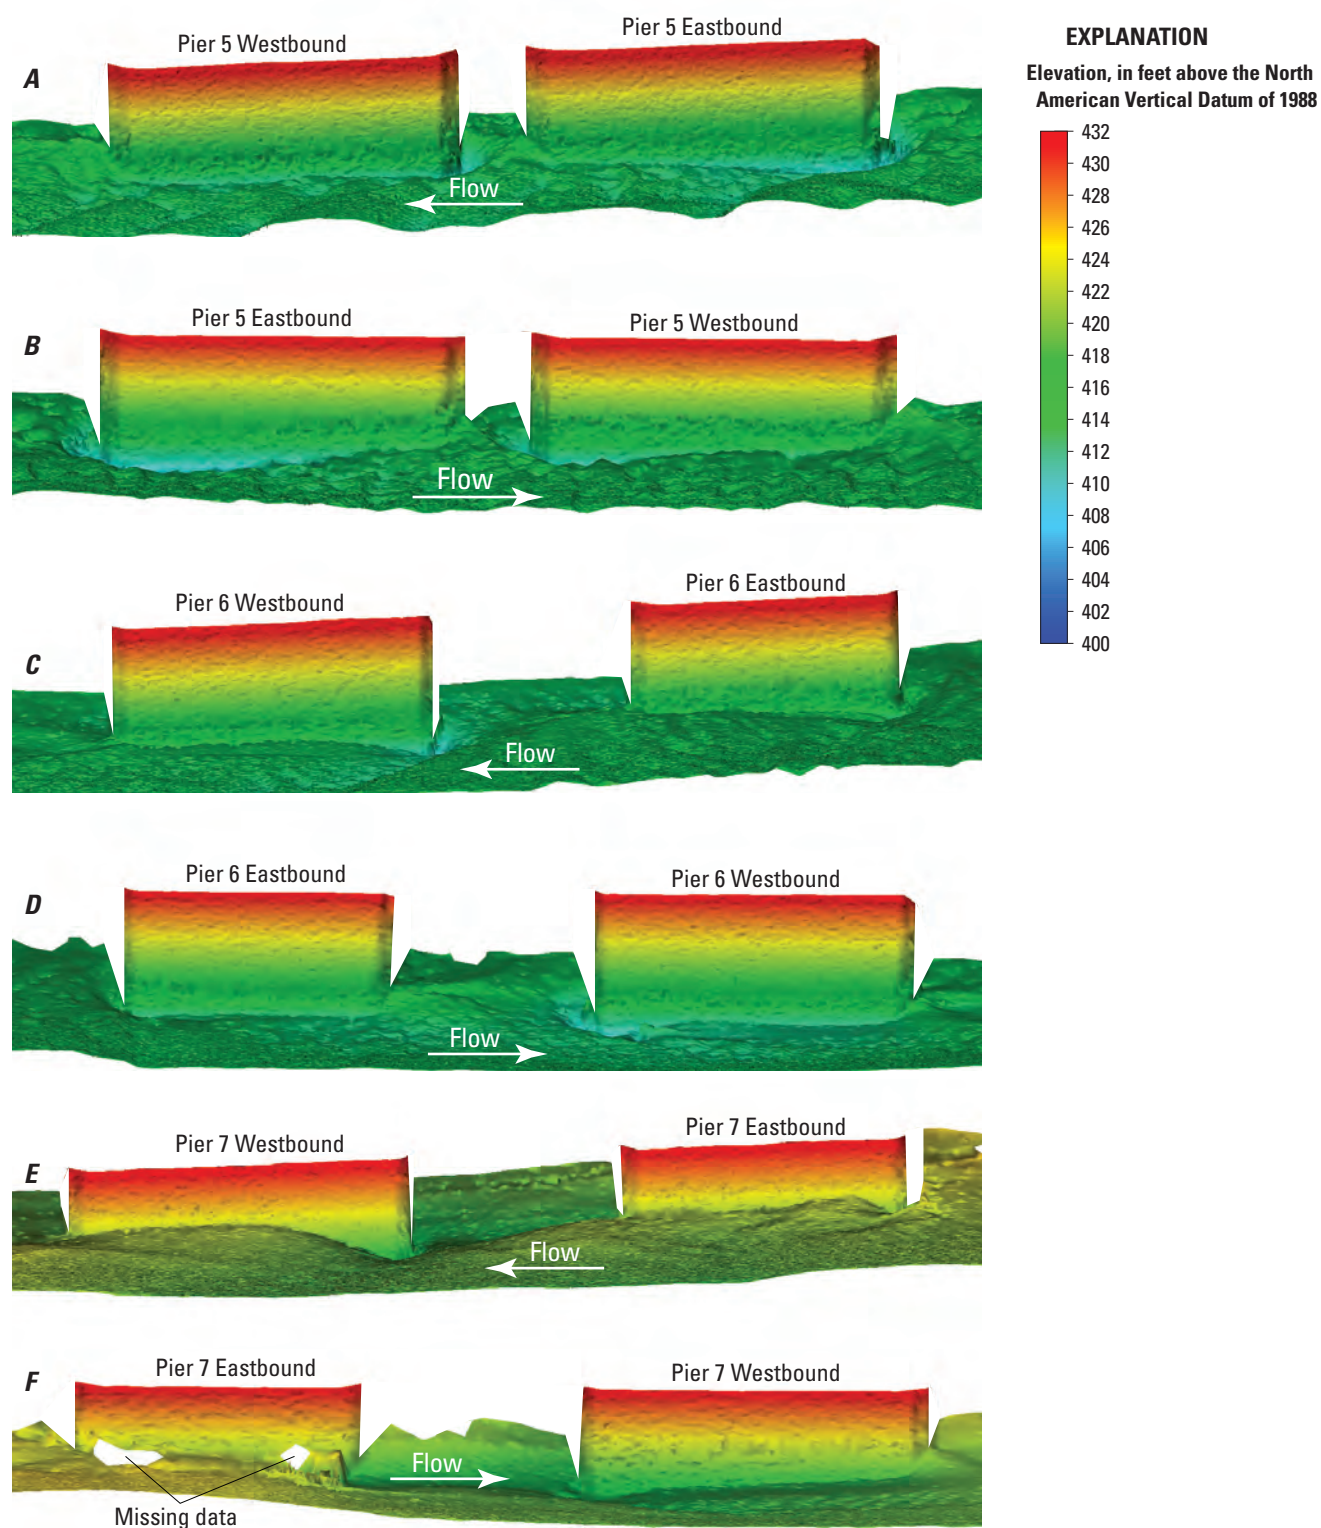 EXPLANATION
Elevation, in feet above the North
American Vertical Datum of 1988
432
430
428
426
424
422
420
418
416
414
412
410
408
406
404
402
400
A
Pier 5 Westbound
Pier 5 Eastbound
Flow
B
Pier 5 Eastbound
Pier 5 Westbound
Flow
C
Pier 6 Westbound
Pier 6 Eastbound
Flow
D
Pier 6 Eastbound
Pier 6 Westbound
Flow
E
Pier 7 Westbound
Pier 7 Eastbound
Flow
F
Pier 7 Eastbound
Pier 7 Westbound
Flow
Missing data